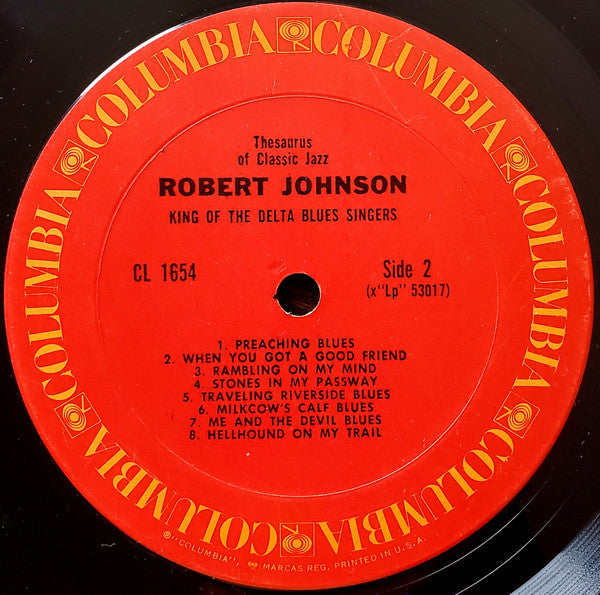 COLUMBIA COLUMBIA COLUMBIA COLUMBIA COLUMBIA COLUMBIA
Thesaurus
of Classic Jazz
ROBERT JOHNSON
KING OF THE DELTA BLUES SINGERS
CL 1654
Side 2
(x"Lp" 53017)
1. PREACHING BLUES
2. WHEN YOU GOT A GOOD FRIEND
3. RAMBLING ON MY MIND
4. STONES IN MY PASSWAY
5. TRAVELING RIVERSIDE BLUES
6. MILKCOW'S CALF BLUES
7. ME AND THE DEVIL BLUES
8. HELLHOUND ON MY TRAIL
®"COLUMBIA", MARCAS REG. PRINTED IN U.S.A.